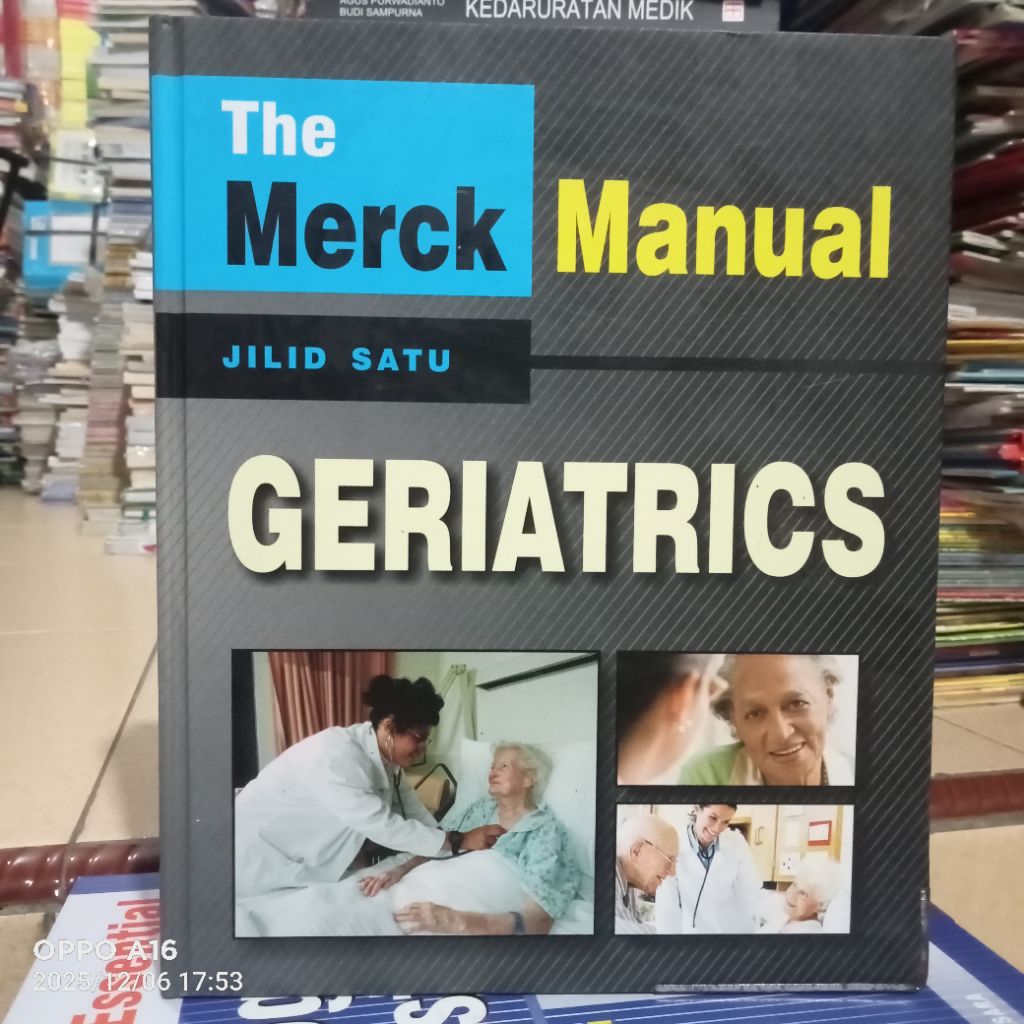 AGUS PURWADIANTO
BUDI SAMPURNA
KEDARURATAN MEDIK
The
Merck Manual
JILID SATU
GERIATRICS
Essential
OPPO A16
2025/12/06 17:53